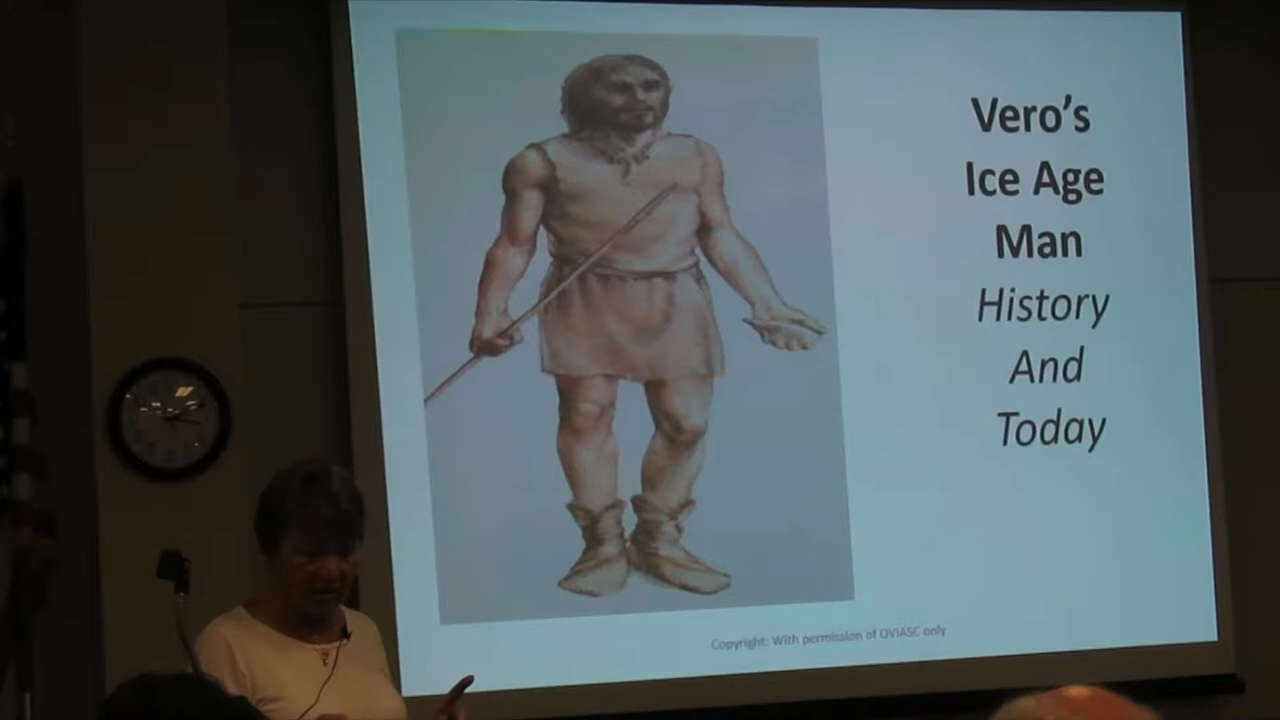 Vero's
Ice Age
Man
History
And
Today
Copyright: With permission of OVIASC only